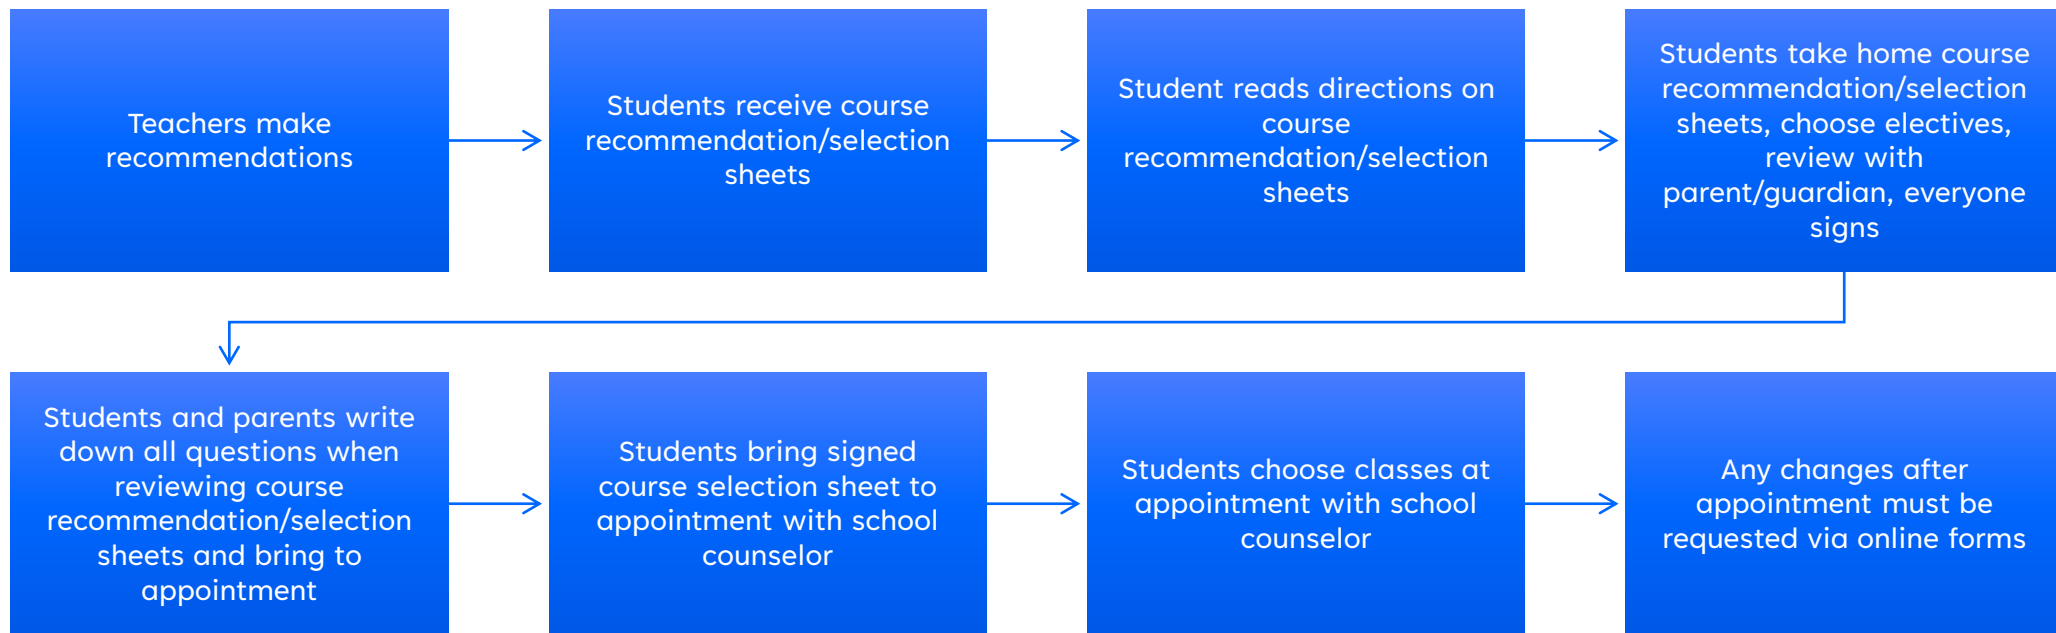 Teachers make
recommendations
Students receive course
recommendation/selection
sheets
Student reads directions on
course
recommendation/selection
sheets
Students take home course
recommendation/selection
sheets, choose electives,
review with
parent/guardian, everyone
signs
Students and parents write
down all questions when
reviewing course
recommendation/selection
sheets and bring to
appointment
Students bring signed
course selection sheet to
appointment with school
counselor
Students choose classes at
appointment with school
counselor
Any changes after
appointment must be
requested via online forms